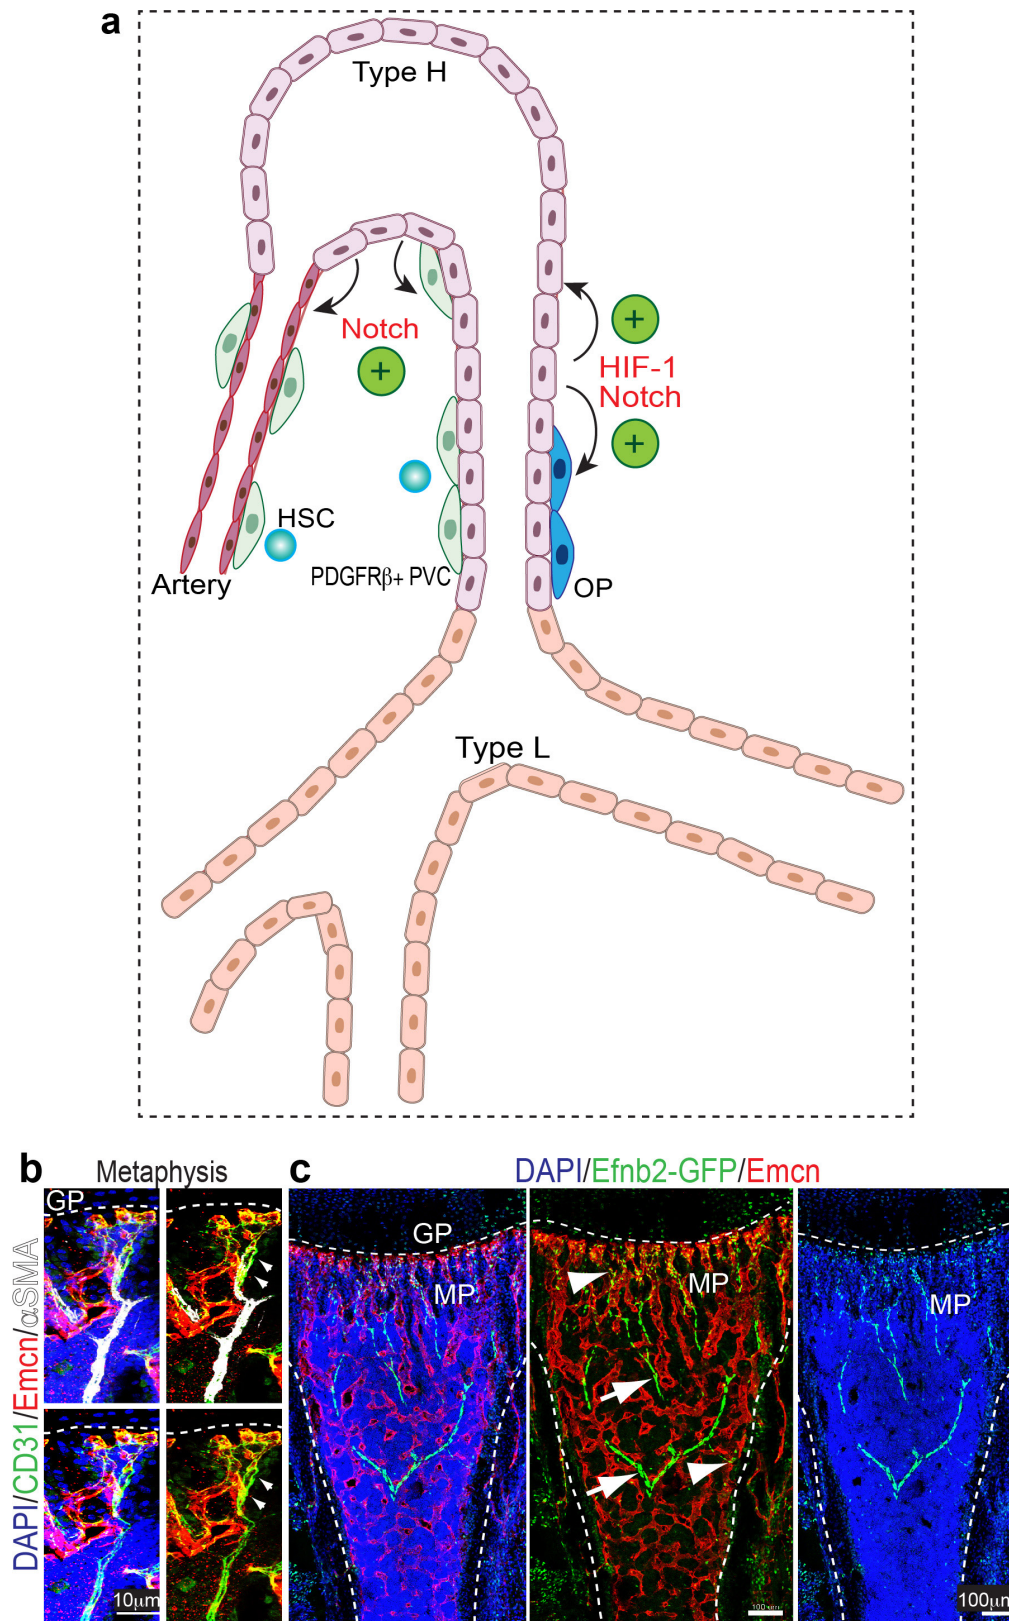 a
Type H
Notch
+
+
HIF-1
Notch
+
HSC
PDGFRβ+ PVC
Artery
OP
Type L
b
Metaphysis
GP
DAPI/CD31/Emcn/αSMA
10μm
c
DAPI/Efnb2-GFP/Emcn
GP
MP
MP
100μm
MP
100μm